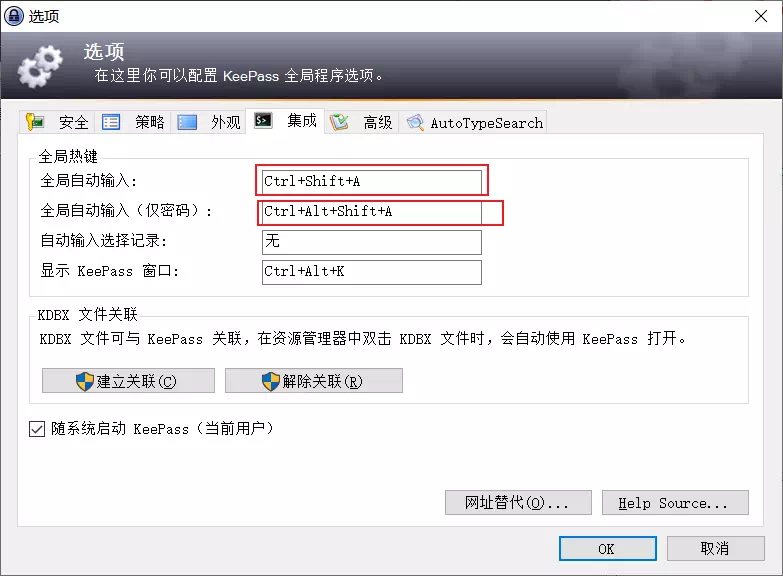 选项
选项
在这里你可以配置 KeePass 全局程序选项。
安全 策略 外观 集成 高级 AutoTypeSearch
全局热键
全局自动输入: Ctrl+Shift+A
全局自动输入（仅密码）: Ctrl+Alt+Shift+A
自动输入选择记录: 无
显示 KeePass 窗口: Ctrl+Alt+K
KDBX 文件关联
KDBX 文件可与 KeePass 关联，在资源管理器中双击 KDBX 文件时，会自动使用 KeePass 打开。
建立关联(C) 解除关联(R)
随系统启动 KeePass（当前用户）
网址替代(O)... Help Source...
OK 取消